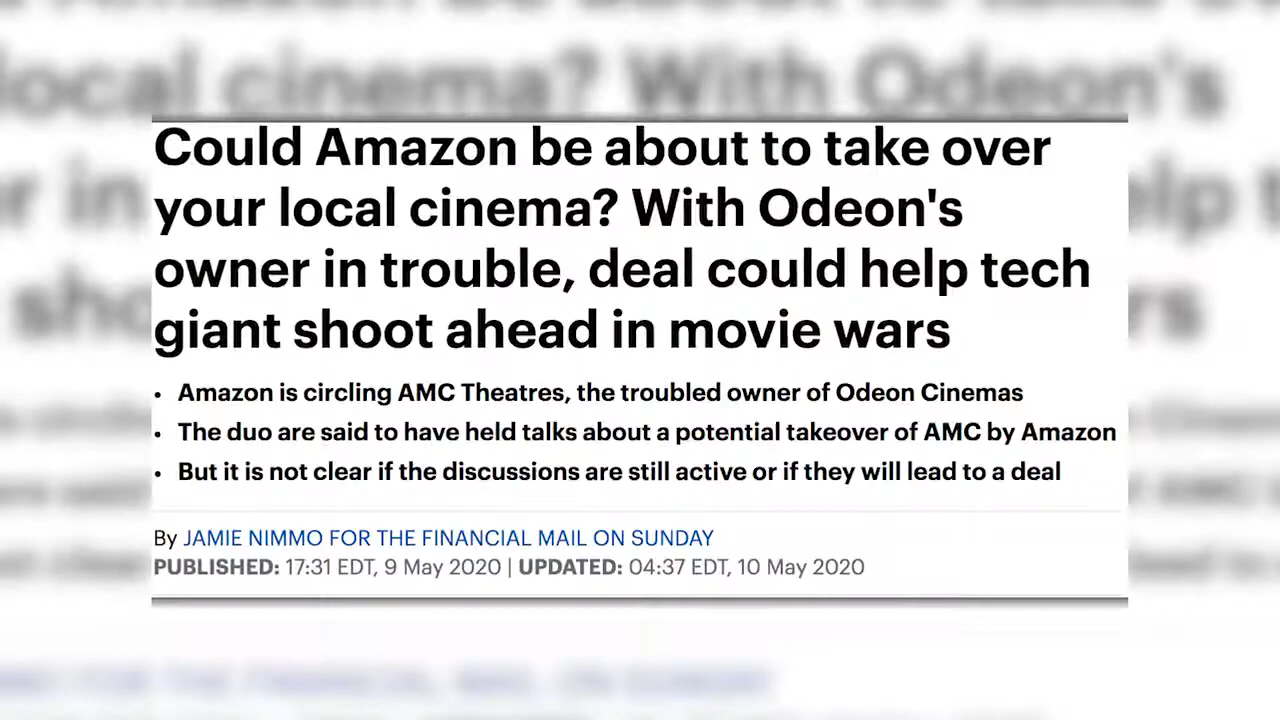 local cinema? With Odeon's
Could Amazon be about to take over
your local cinema? With Odeon's
owner in trouble, deal could help tech
giant shoot ahead in movie wars
• Amazon is circling AMC Theatres, the troubled owner of Odeon Cinemas
• The duo are said to have held talks about a potential takeover of AMC by Amazon
• But it is not clear if the discussions are still active or if they will lead to a deal
By JAMIE NIMMO FOR THE FINANCIAL MAIL ON SUNDAY
PUBLISHED: 17:31 EDT, 9 May 2020 | UPDATED: 04:37 EDT, 10 May 2020